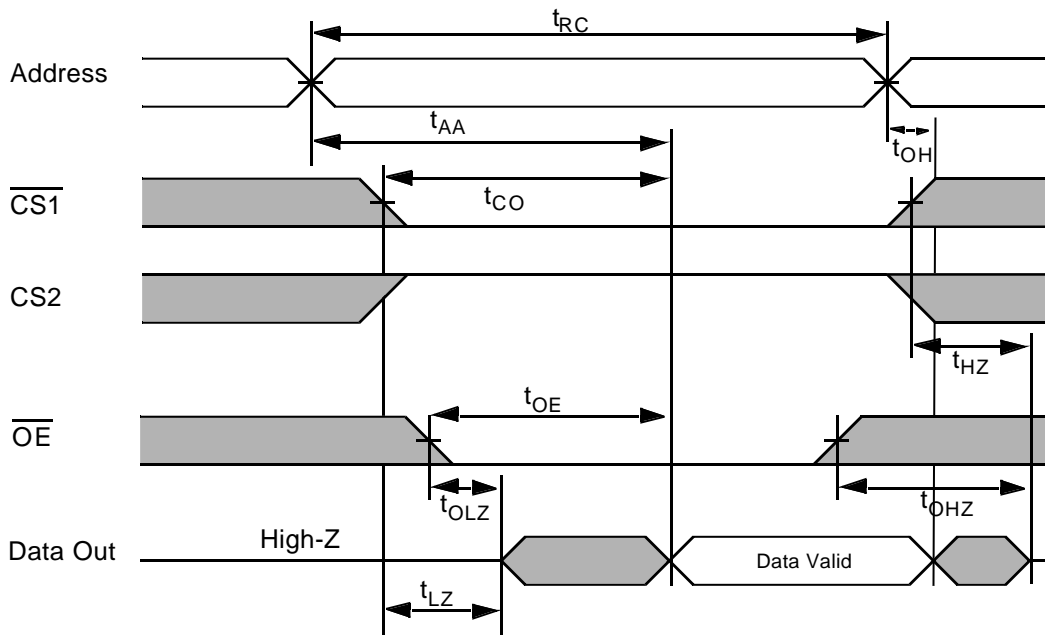 tRC
Address
tAA
tOH
CS1
tCO
CS2
tHZ
tOE
OE
tOLZ
tOHZ
High-Z
Data Out
Data Valid
tLZ